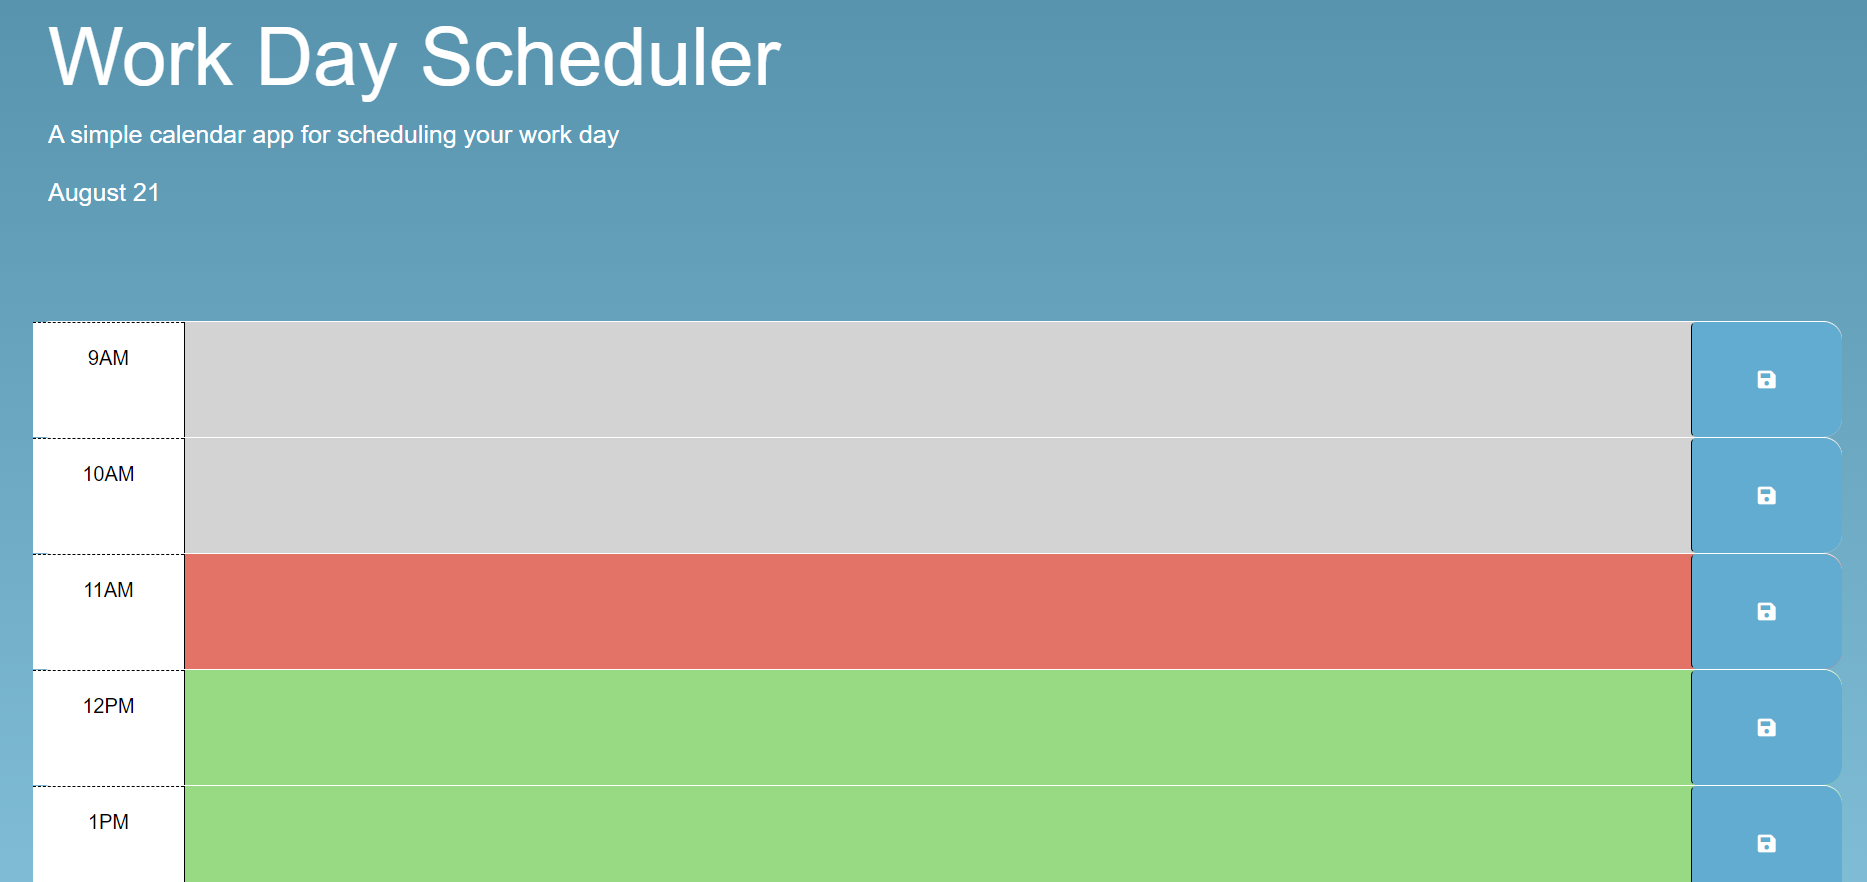 Work Day Scheduler
A simple calendar app for scheduling your work day
August 21
9AM
10AM
11AM
12PM
1PM